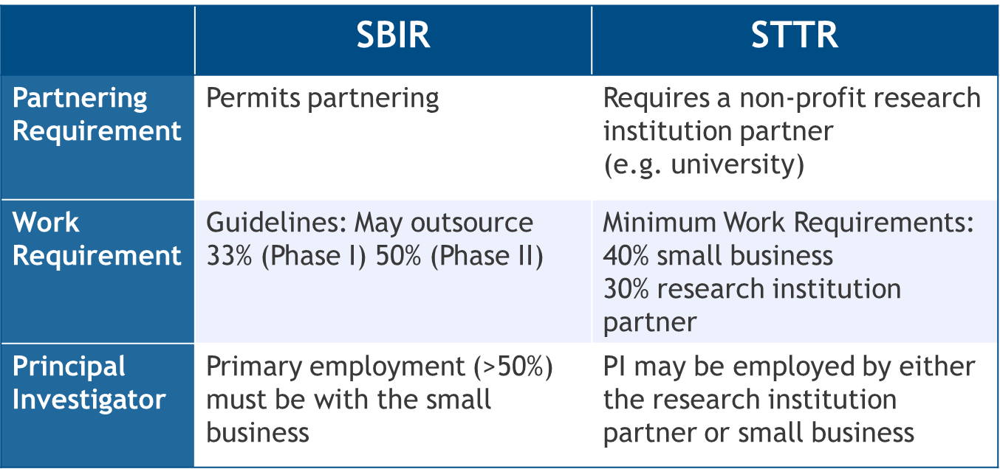 SBIR
STTR
Partnering
Requirement
Permits partnering
Requires a non-profit research
institution partner
(e.g. university)
Work
Requirement
Guidelines: May outsource
33% (Phase I) 50% (Phase II)
Minimum Work Requirements:
40% small business
30% research institution
partner
Principal
Investigator
Primary employment (>50%)
must be with the small
business
PI may be employed by either
the research institution
partner or small business